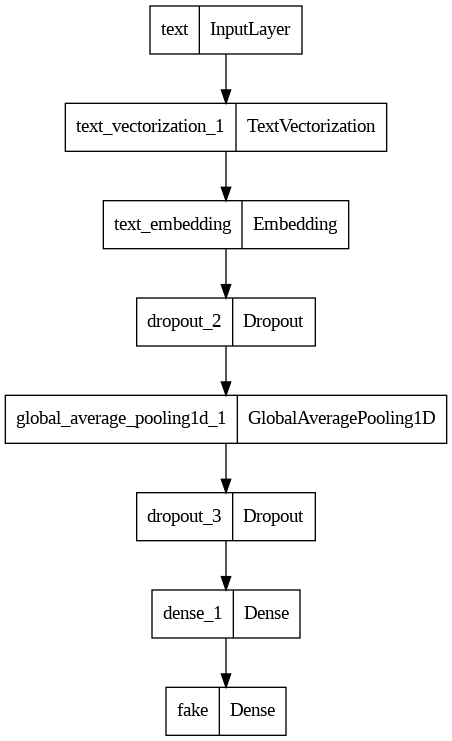 text InputLayer
text_vectorization_1 TextVectorization
text_embedding Embedding
dropout_2 Dropout
global_average_pooling1d_1 GlobalAveragePooling1D
dropout_3 Dropout
dense_1 Dense
fake Dense